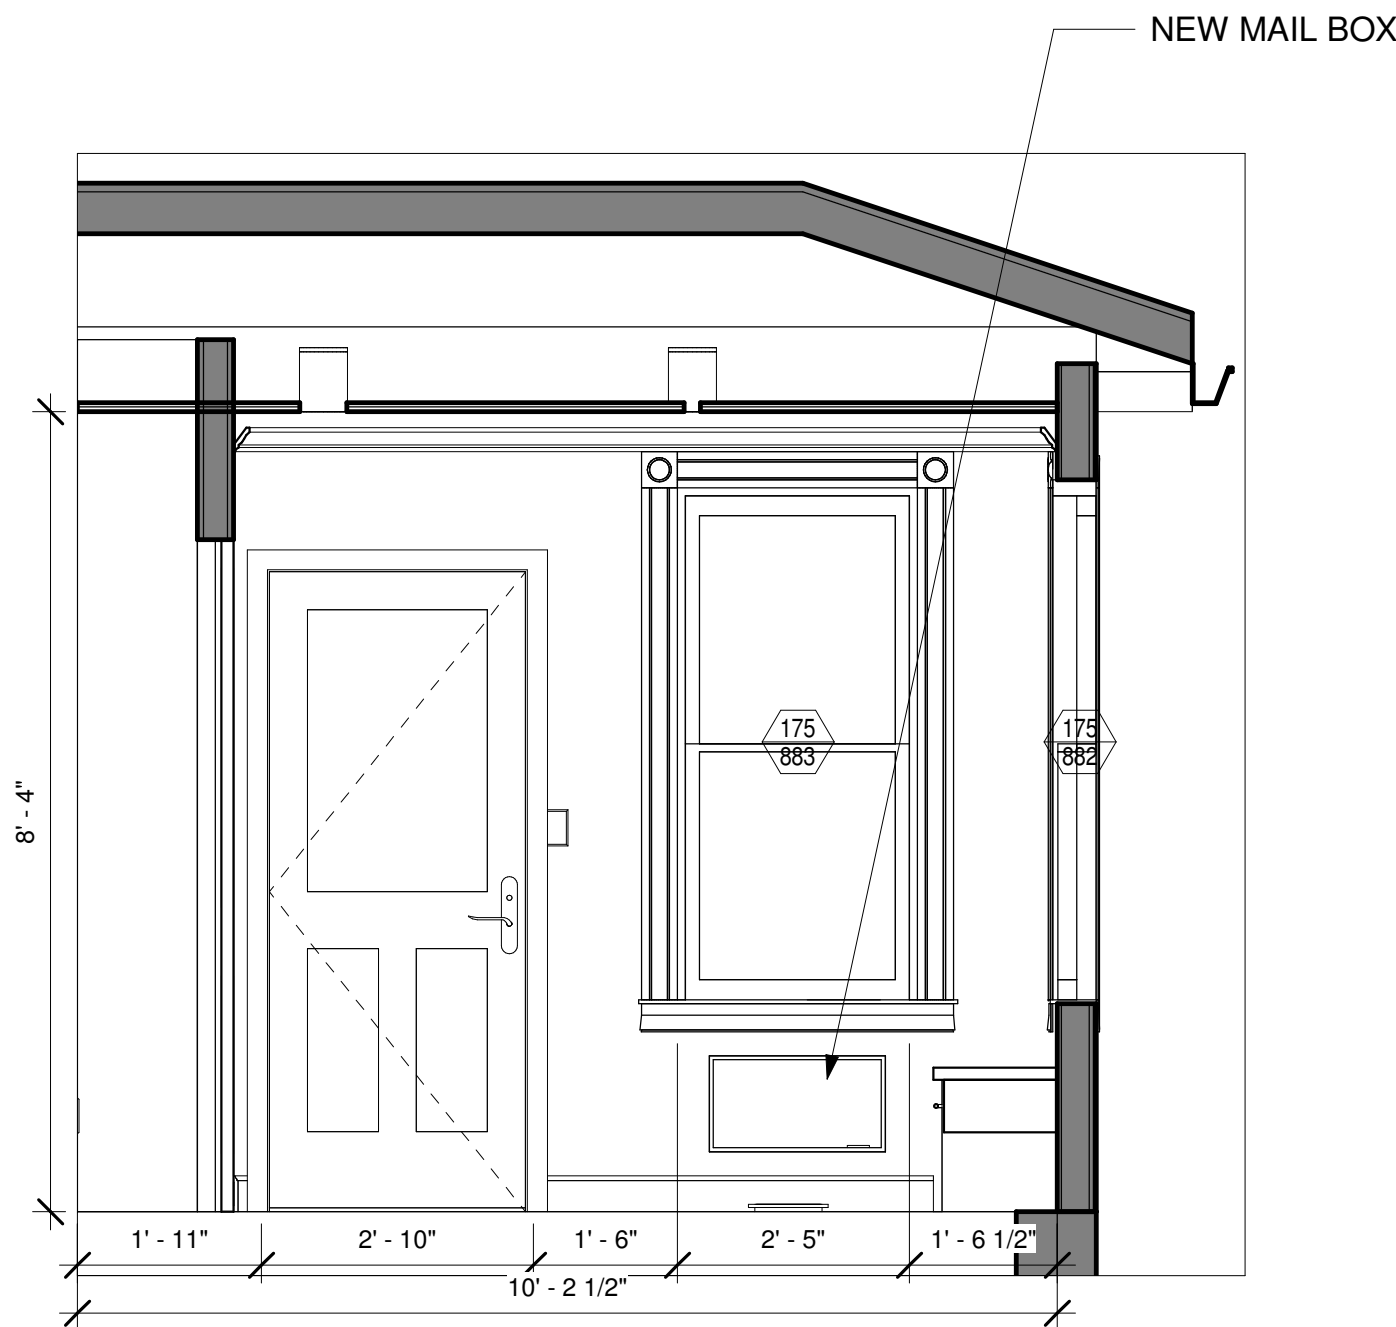 NEW MAIL BOX
175
883
175
882
8' - 4"
1' - 11"
2' - 10"
1' - 6"
2' - 5"
1' - 6 1/2"
10' - 2 1/2"